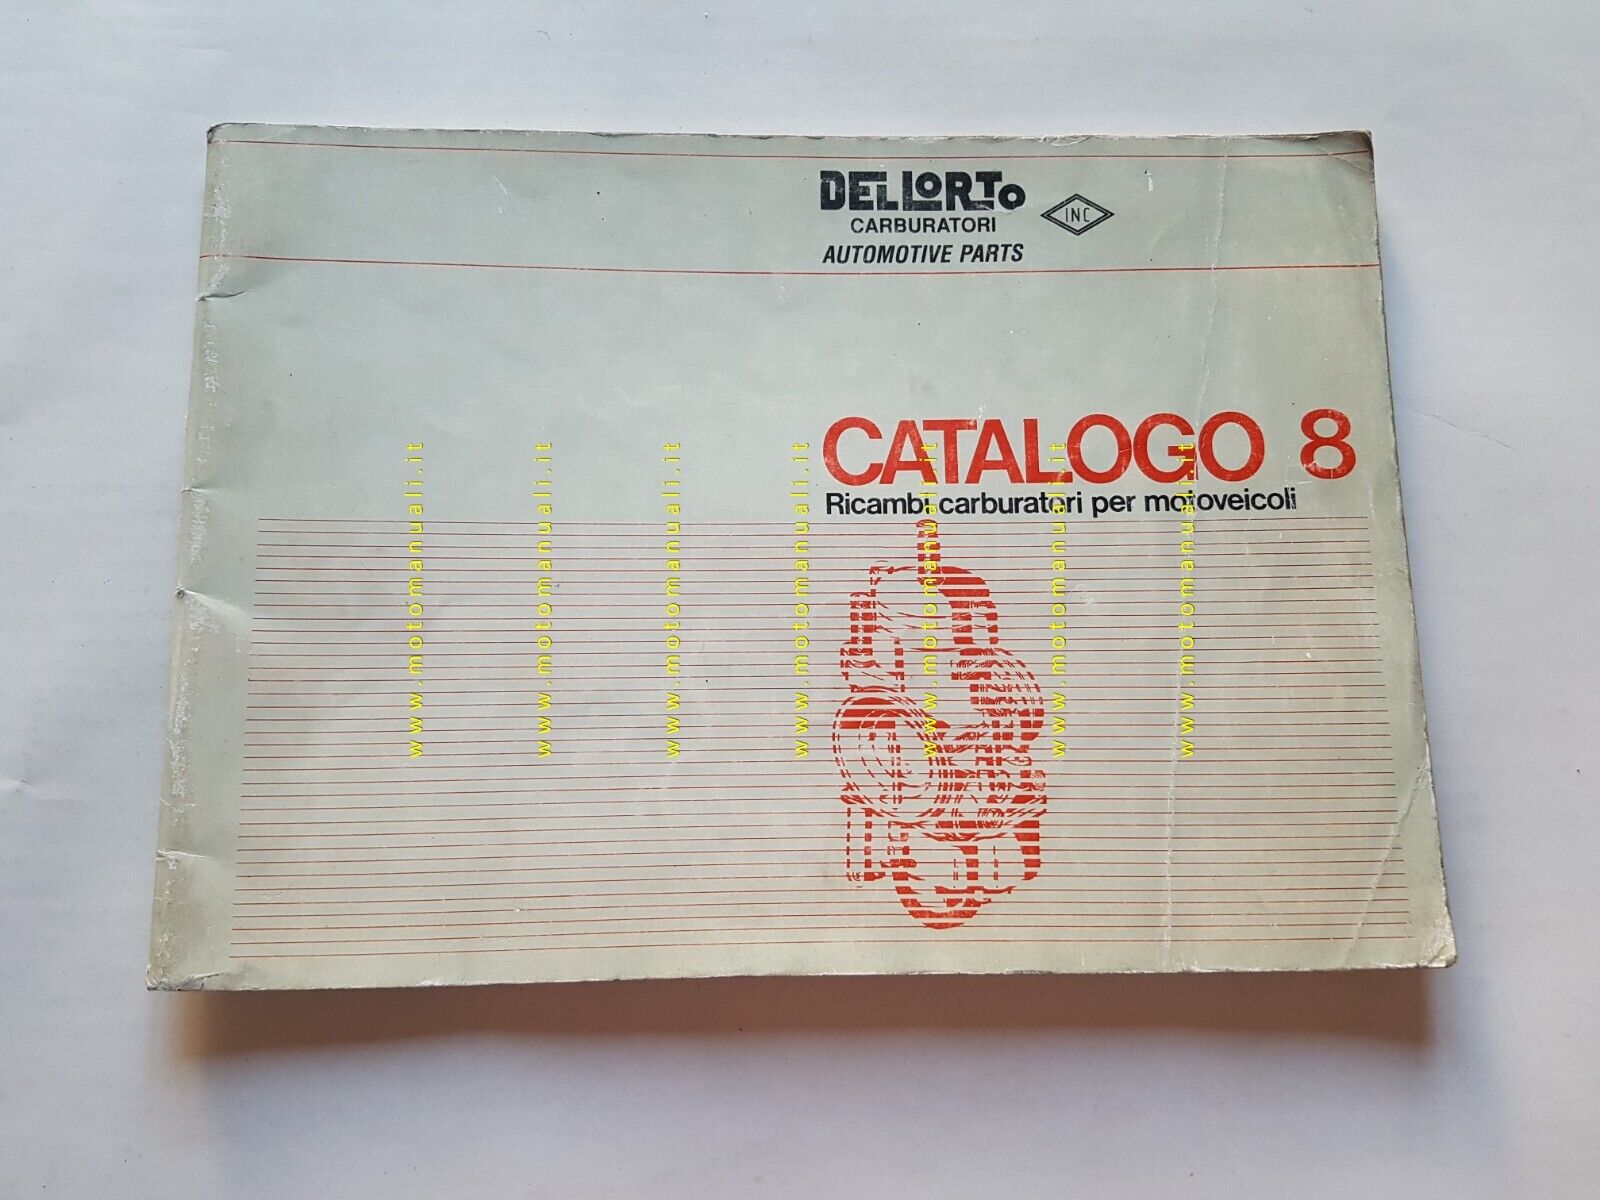 DELLORTO
INC
CARBURATORI
AUTOMOTIVE PARTS
CATALOGO 8
Ricambi carburatori per motoveicoli
www.motomanuali.it
www.motomanuali.it
www.motomanuali.it
www.motomanuali.it
www.motomanuali.it
www.motomanuali.it
www.motomanuali.it